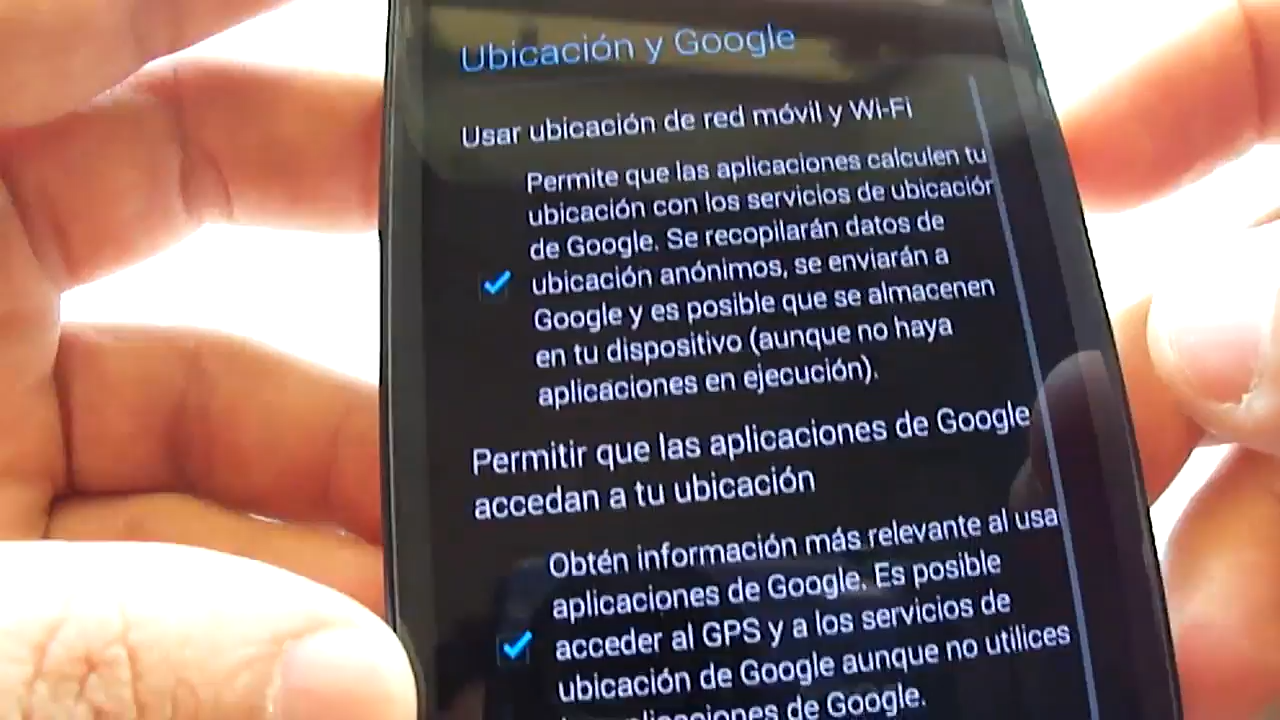 Ubicación y Google
Usar ubicación de red móvil y Wi-Fi
Permite que las aplicaciones calculen tu
ubicación con los servicios de ubicación
de Google. Se recopilarán datos de
ubicación anónimos, se enviarán a
Google y es posible que se almacenen
en tu dispositivo (aunque no haya
aplicaciones en ejecución).
Permitir que las aplicaciones de Google
accedan a tu ubicación
Obtén información más relevante al usa
aplicaciones de Google. Es posible
acceder al GPS y a los servicios de
ubicación de Google aunque no utilices
aplicaciones de Google.